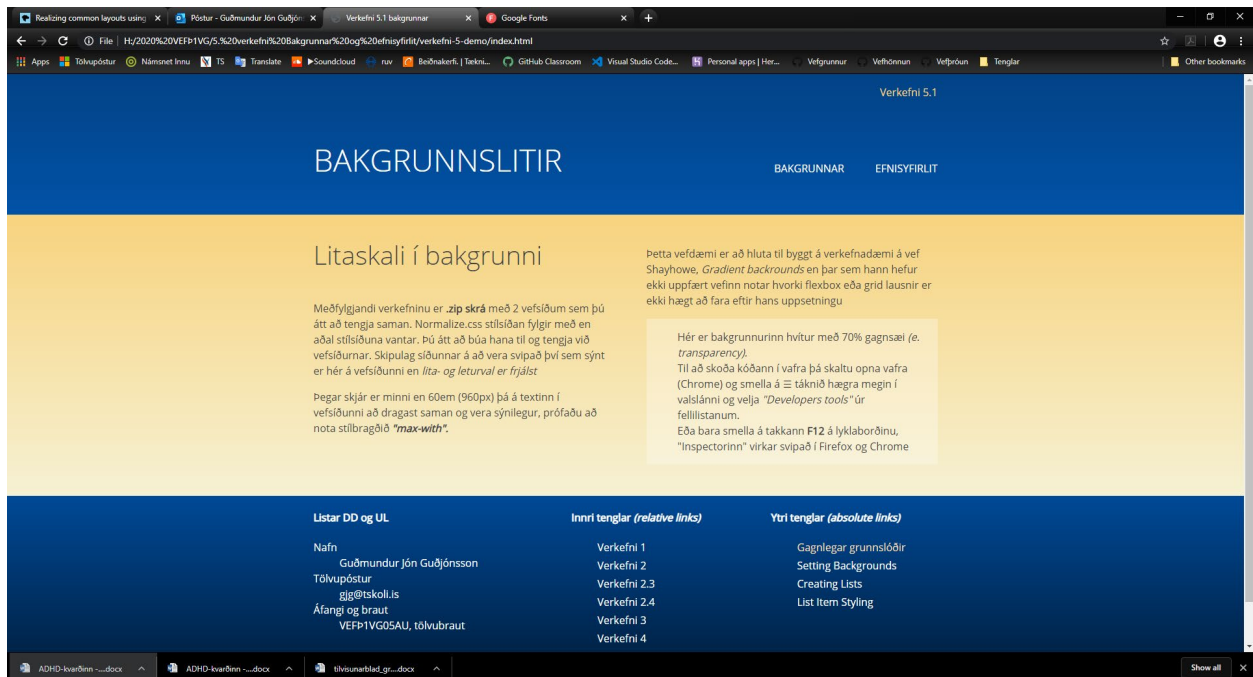 Realizing common layouts using
Póstur - Guðmundur Jón Guðjón
Verkefni 5.1 bakgrunnar
Google Fonts
File | H:/2020%20VEFÞ1VG/5.%20verkefni%20Bakgrunnar%20og%20efnisyfirlit/verkefni-5-demo/index.html
Apps Tölvupóstur Námsnet Innu TS Translate ▶Soundcloud ruv Beiðnakerfi. | Tækni... GitHub Classroom Visual Studio Code... Personal apps | Her... Vefgrunnur Vefhönnun Vefþróun Tenglar Other bookmarks
Verkefni 5.1
BAKGRUNNSLITIR
BAKGRUNNAR EFNISYFIRLIT
Litaskali í bakgrunni
Meðfylgjandi verkefninu er .zip skrá með 2 vefsíðum sem þú
átt að tengja saman. Normalize.css stílsíðan fylgir með en
aðal stílsíðuna vantar. Þú átt að búa hana til og tengja við
vefsíðurnar. Skipulag síðunnar á að vera svipað því sem sýnt
er hér á vefsíðunni en lita- og leturval er frjálst
Þegar skjár er minni en 60em (960px) þá á textinn í
vefsíðunni að dragast saman og vera sýnilegur, prófaðu að
nota stílbragðið "max-with".
Þetta vefdæmi er að hluta til byggt á verkefnadæmi á vef
Shayhowe, Gradient backrounds en þar sem hann hefur
ekki uppfært vefinn notar hvorki flexbox eða grid lausnir er
ekki hægt að fara eftir hans uppsetningu
Hér er bakgrunnurinn hvítur með 70% gagnsæi (e.
transparency).
Til að skoða kóðann í vafra þá skaltu opna vafra
(Chrome) og smella á ☰ táknið hægra megin í
valslánni og velja "Developers tools" úr
fellilistanum.
Eða bara smella á takkann F12 á lyklaborðinu,
"Inspectorinn" virkar svipað í Firefox og Chrome
Listar DD og UL
Nafn
Guðmundur Jón Guðjónsson
Tölvupóstur
gjg@tskoli.is
Áfangi og braut
VEFÞ1VG05AU, tölvubraut
Innri tenglar (relative links)
Verkefni 1
Verkefni 2
Verkefni 2.3
Verkefni 2.4
Verkefni 3
Verkefni 4
Ytri tenglar (absolute links)
Gagnlegar grunnslóðir
Setting Backgrounds
Creating Lists
List Item Styling
ADHD-kvarðinn -....docx
ADHD-kvarðinn -....docx
tilvisunarblad_gr....docx
Show all